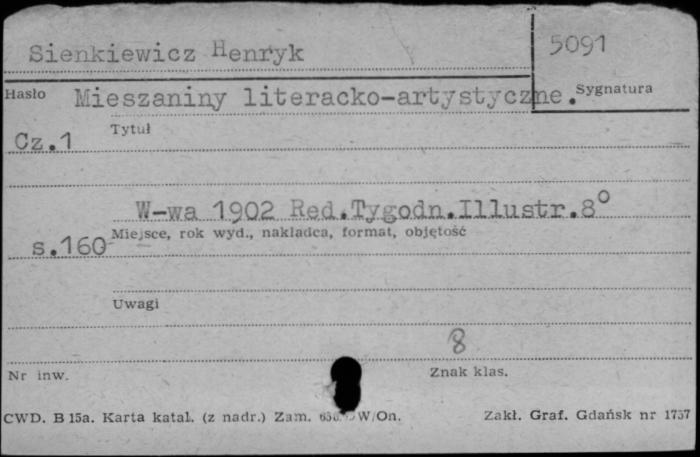 Sienkiewicz Henryk
5091
Hasło
Mieszaniny literacko-artystyczne.
Sygnatura
Cz.1
Tytuł
W-wa 1902 Red.Tygodn.Illustr.8°
s.160
Miejsce, rok wyd., nakładca, format, objętość
Uwagi
8
Nr inw.
Znak klas.
CWD. B 15a. Karta katal. (z nadr.) Zam. W/On.
Zakł. Graf. Gdańsk nr 1757